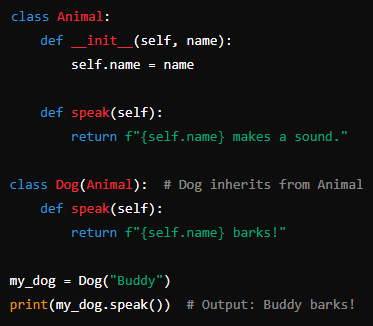 class Animal:
    def __init__(self, name):
        self.name = name

    def speak(self):
        return f"{self.name} makes a sound."

class Dog(Animal):  # Dog inherits from Animal
    def speak(self):
        return f"{self.name} barks!"

my_dog = Dog("Buddy")
print(my_dog.speak())  # Output: Buddy barks!